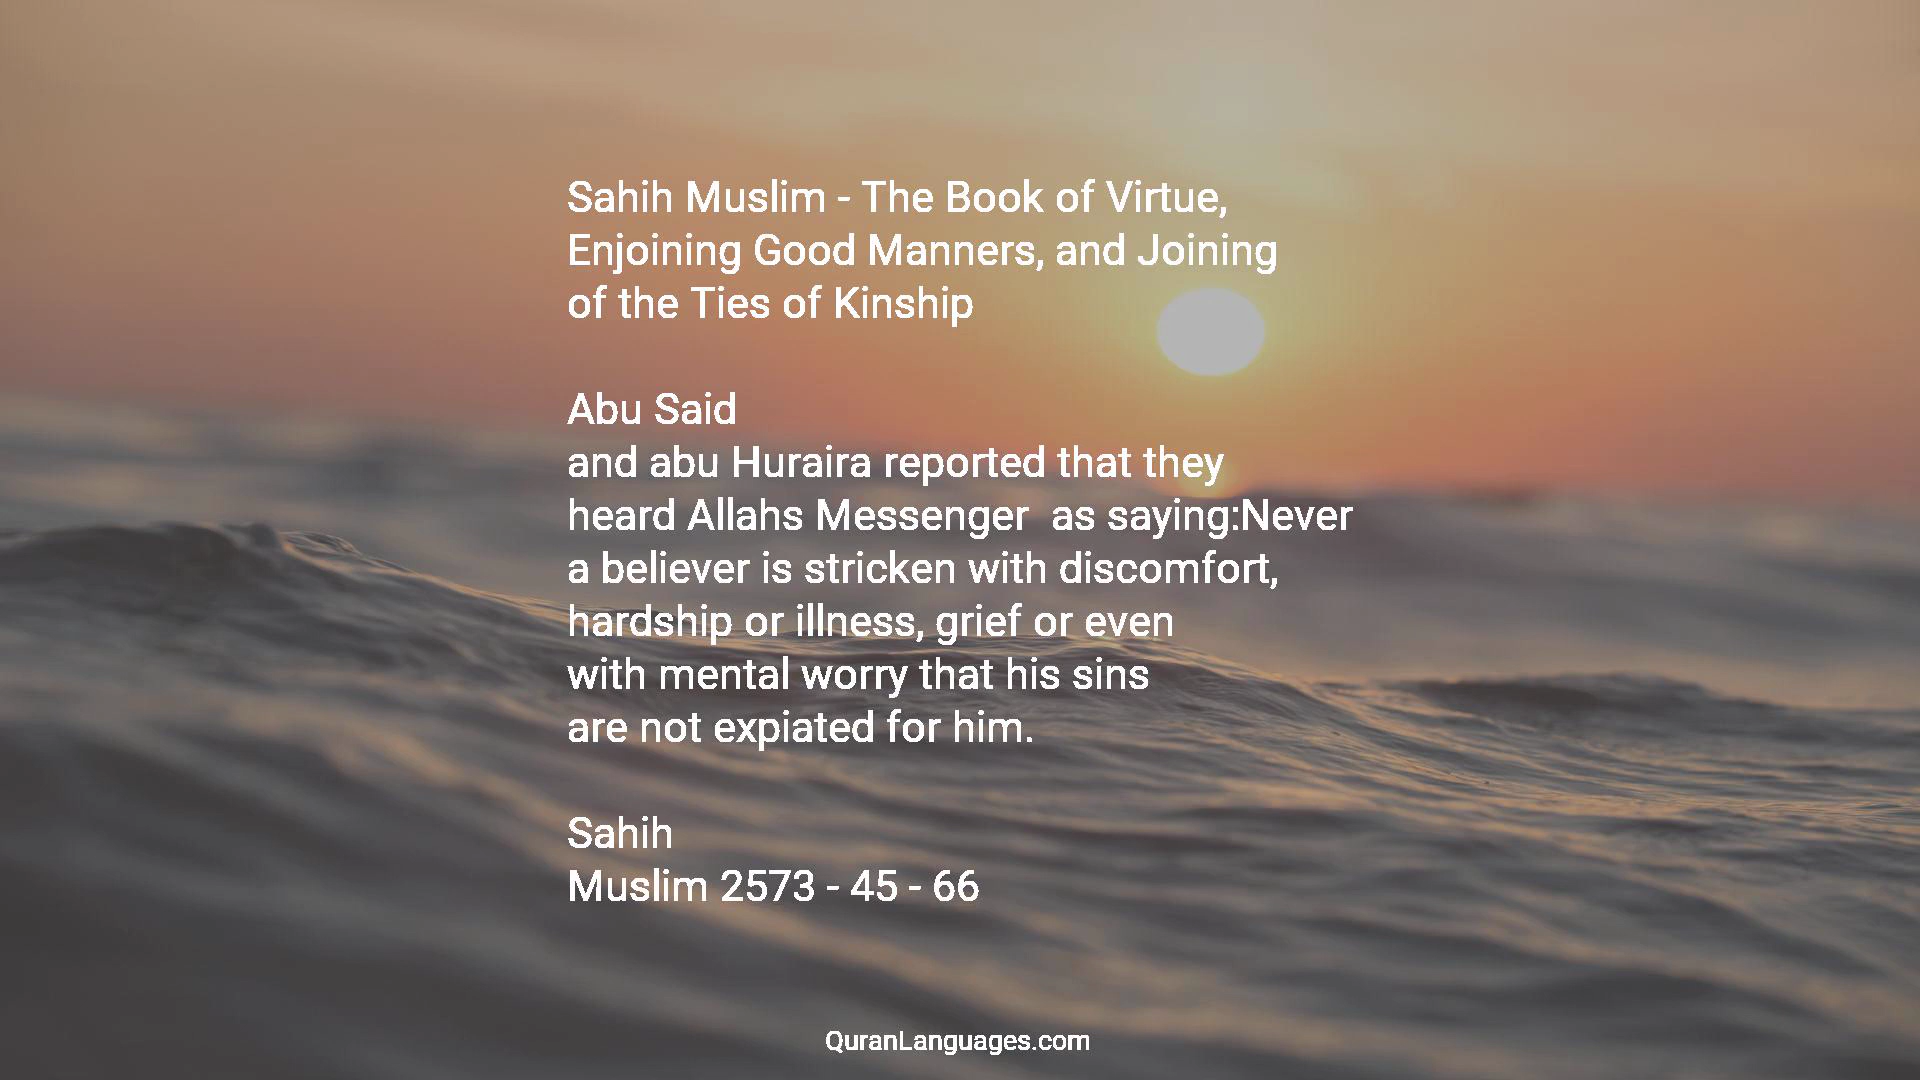 Sahih Muslim - The Book of Virtue,
Enjoining Good Manners, and Joining
of the Ties of Kinship
Abu Said
and abu Huraira reported that they
heard Allahs Messenger  as saying:Never
a believer is stricken with discomfort,
hardship or illness, grief or even
with mental worry that his sins
are not expiated for him.
Sahih
Muslim 2573 - 45 - 66
QuranLanguages.com